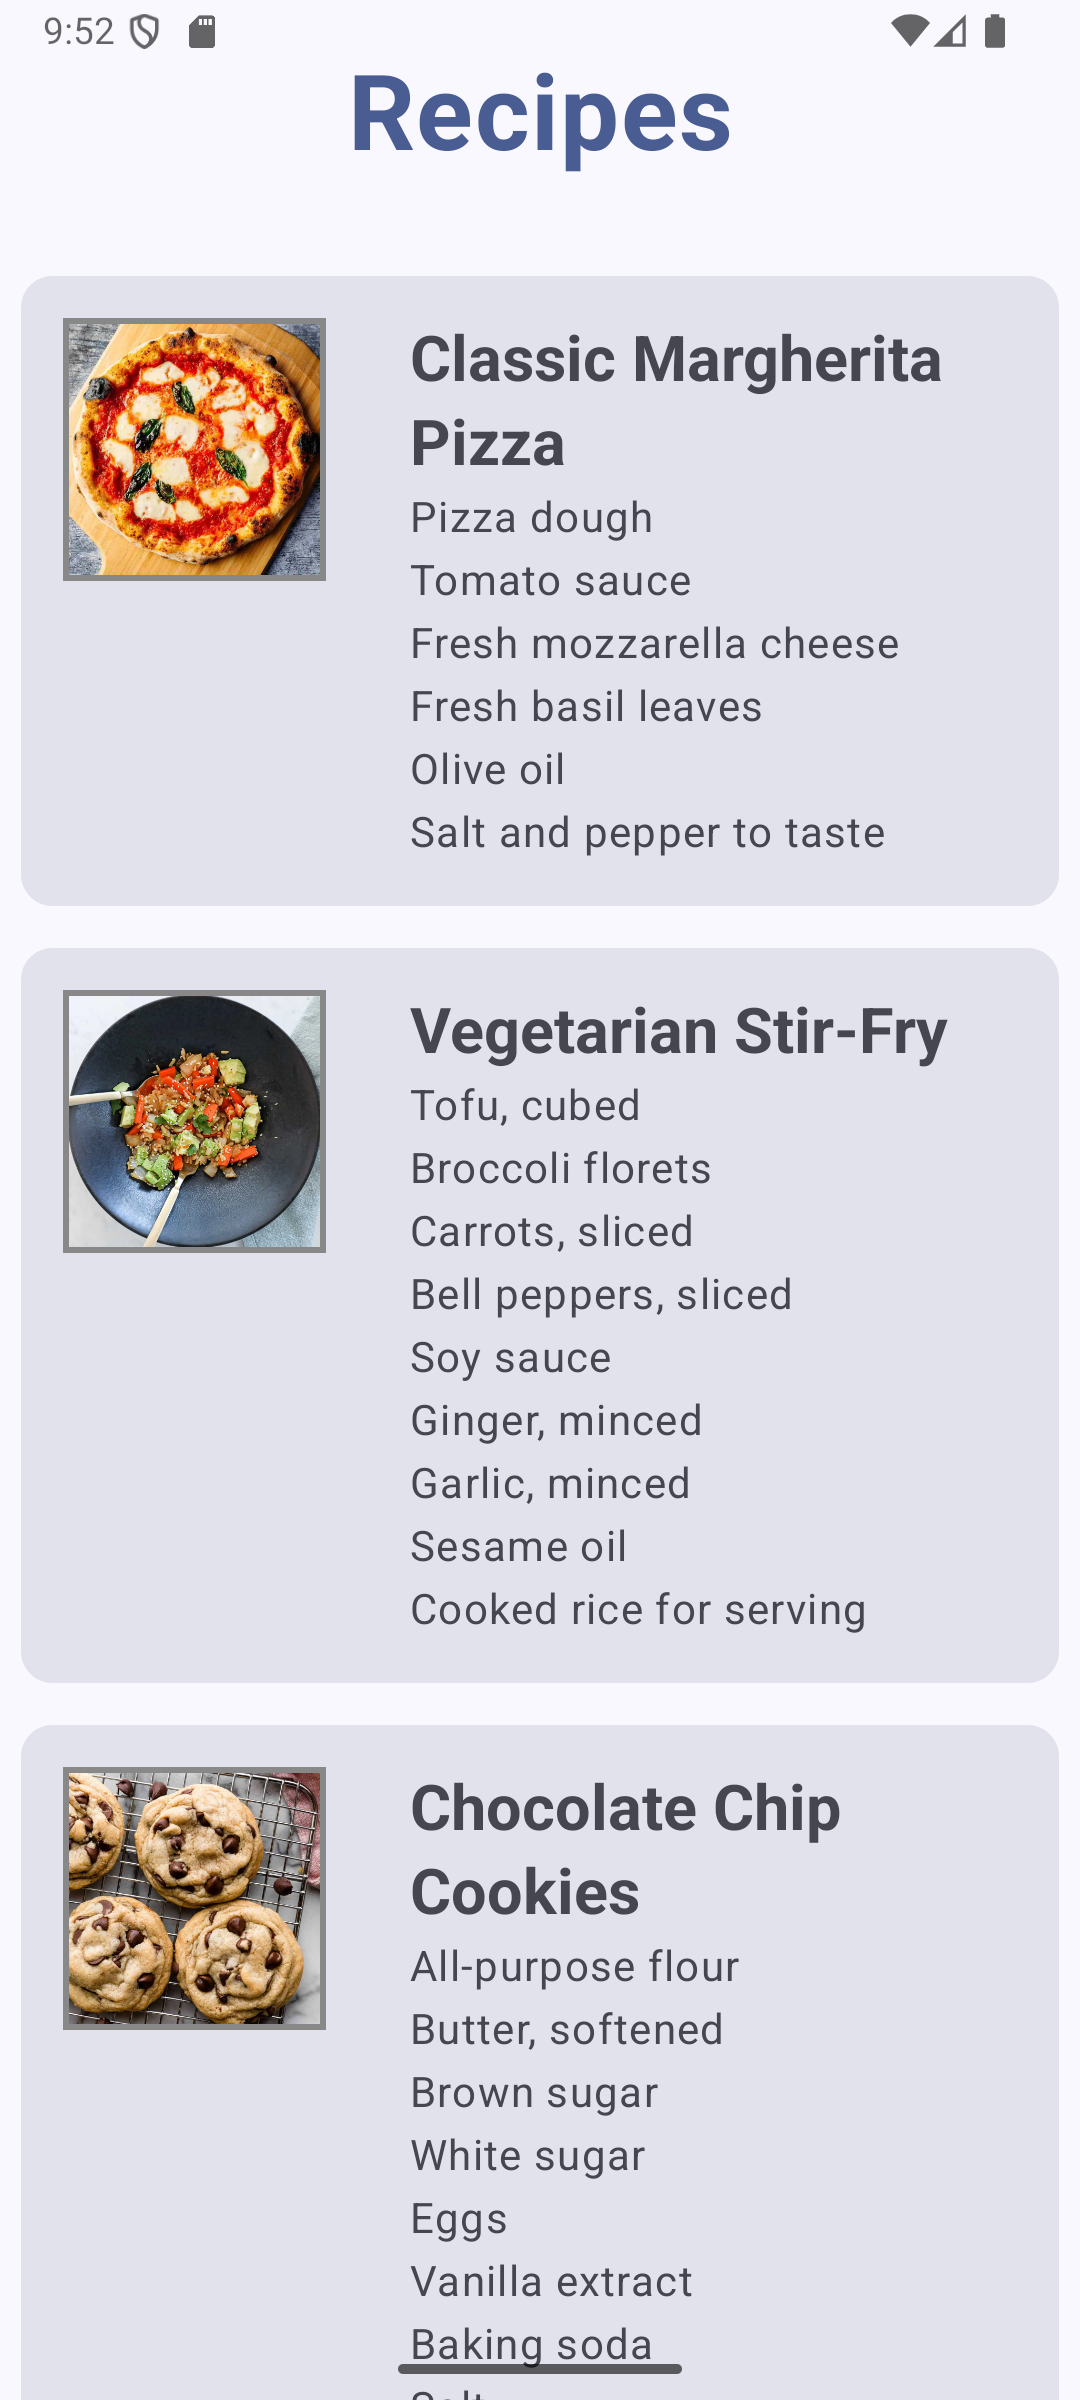 9:52
Recipes
Classic Margherita
Pizza
Pizza dough
Tomato sauce
Fresh mozzarella cheese
Fresh basil leaves
Olive oil
Salt and pepper to taste
Vegetarian Stir-Fry
Tofu, cubed
Broccoli florets
Carrots, sliced
Bell peppers, sliced
Soy sauce
Ginger, minced
Garlic, minced
Sesame oil
Cooked rice for serving
Chocolate Chip
Cookies
All-purpose flour
Butter, softened
Brown sugar
White sugar
Eggs
Vanilla extract
Baking soda
Salt